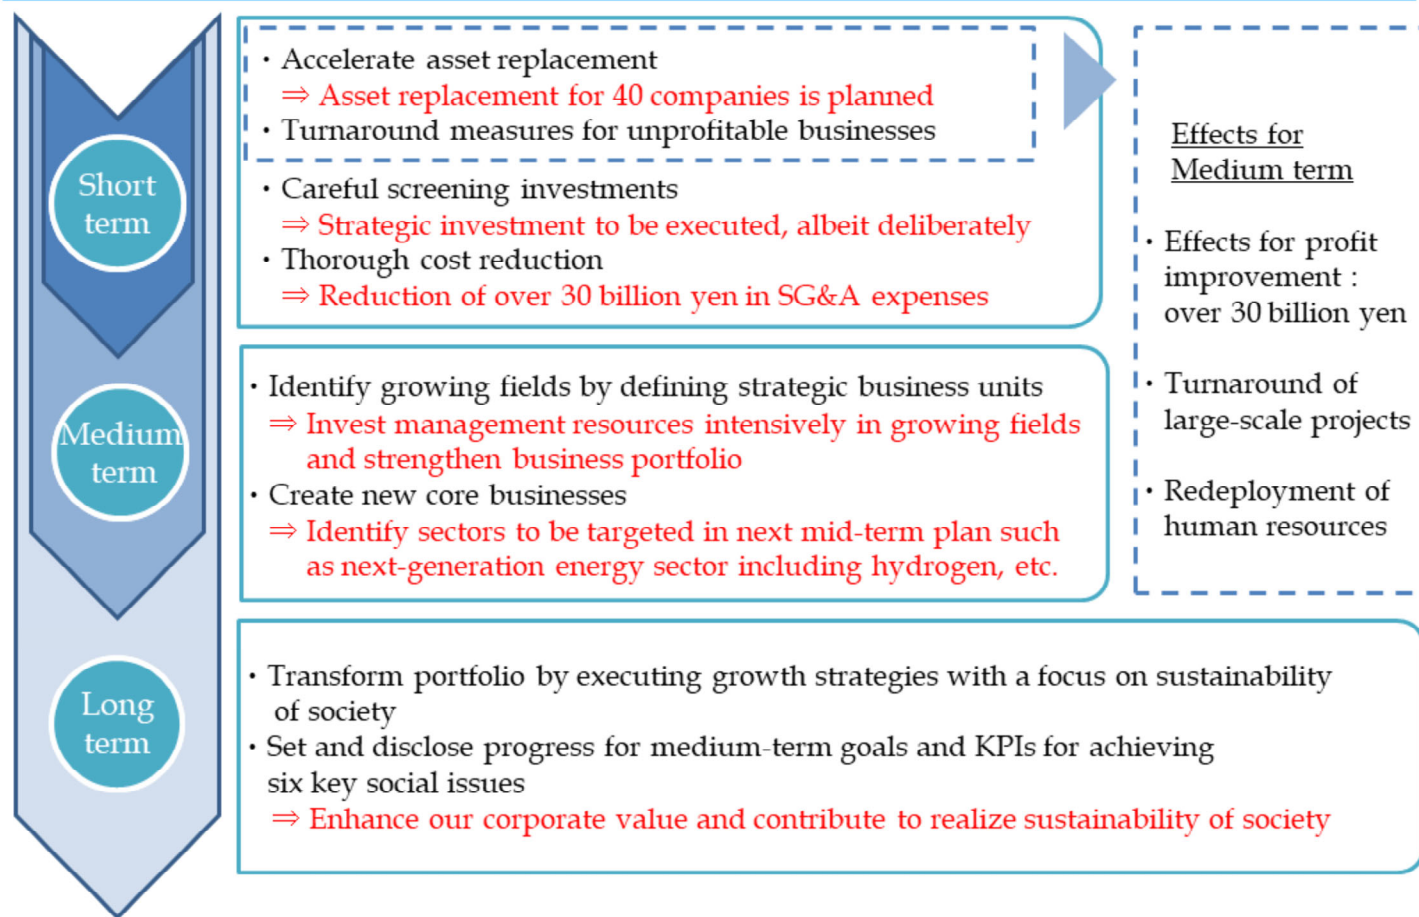 Short
term
・Accelerate asset replacement
⇒ Asset replacement for 40 companies is planned
・Turnaround measures for unprofitable businesses
・Careful screening investments
⇒ Strategic investment to be executed, albeit deliberately
・Thorough cost reduction
⇒ Reduction of over 30 billion yen in SG&A expenses
Effects for
Medium term
・Effects for profit
improvement :
over 30 billion yen
・Turnaround of
large-scale projects
・Redeployment of
human resources
Medium
term
・Identify growing fields by defining strategic business units
⇒ Invest management resources intensively in growing fields
and strengthen business portfolio
・Create new core businesses
⇒ Identify sectors to be targeted in next mid-term plan such
as next-generation energy sector including hydrogen, etc.
Long
term
・Transform portfolio by executing growth strategies with a focus on sustainability
of society
・Set and disclose progress for medium-term goals and KPIs for achieving
six key social issues
⇒ Enhance our corporate value and contribute to realize sustainability of society